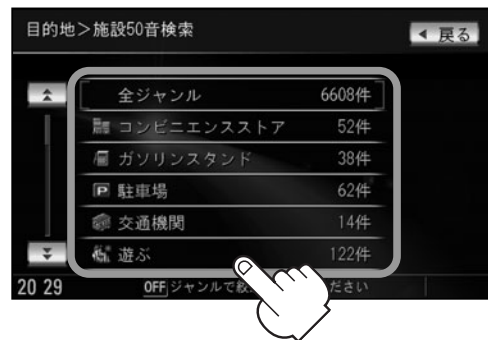 目的地＞施設50音検索
◀ 戻る
全ジャンル 6608件
コンビニエンスストア 52件
ガソリンスタンド 38件
P 駐車場 62件
交通機関 14件
遊ぶ 122件
20 29 OFF ジャンルで絞 ださい